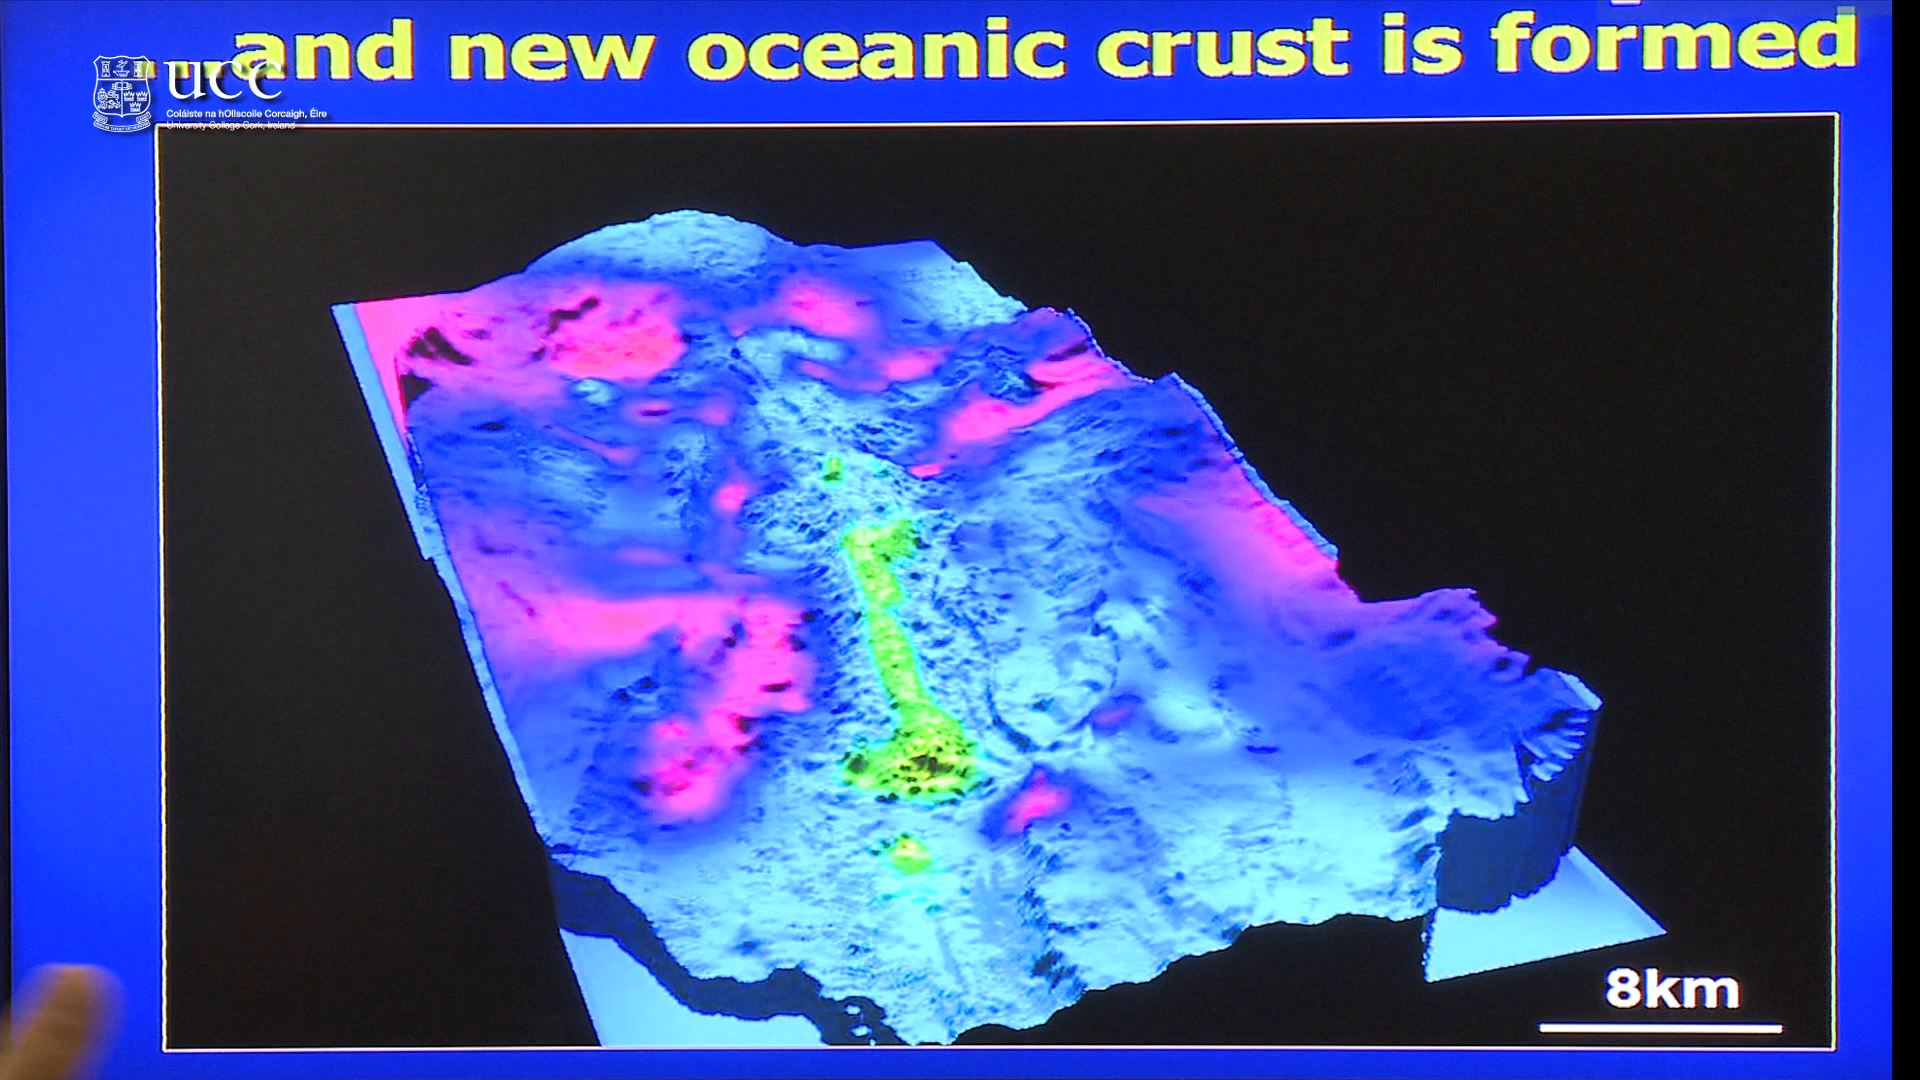 ...and new oceanic crust is formed
ucc
Coláiste na hOllscoile Corcaigh, Éire
University College Cork, Ireland
8km